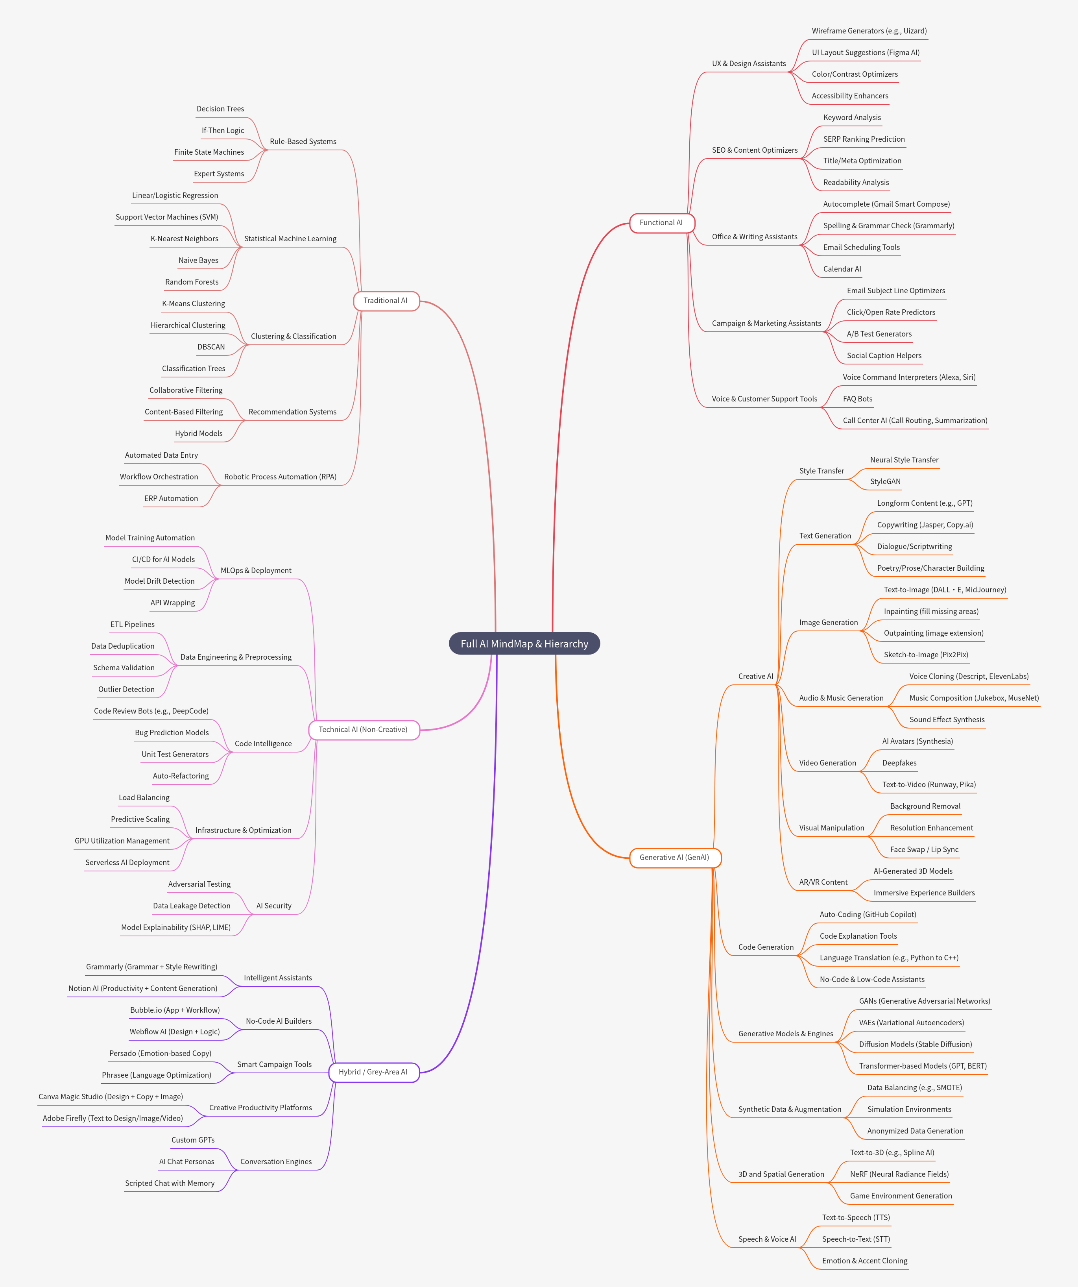 Full AI MindMap & Hierarchy
Functional AI
UX & Design Assistants
Wireframe Generators (e.g., Uizard)
UI Layout Suggestions (Figma AI)
Color/Contrast Optimizers
Accessibility Enhancers
SEO & Content Optimizers
Keyword Analysis
SERP Ranking Prediction
Title/Meta Optimization
Readability Analysis
Office & Writing Assistants
Autocomplete (Gmail Smart Compose)
Spelling & Grammar Check (Grammarly)
Email Scheduling Tools
Calendar AI
Campaign & Marketing Assistants
Email Subject Line Optimizers
Click/Open Rate Predictors
A/B Test Generators
Social Caption Helpers
Voice & Customer Support Tools
Voice Command Interpreters (Alexa, Siri)
FAQ Bots
Call Center AI (Call Routing, Summarization)
Generative AI (GenAI)
Creative AI
Style Transfer
Neural Style Transfer
StyleGAN
Text Generation
Longform Content (e.g., GPT)
Copywriting (Jasper, Copy.ai)
Dialogue/Scriptwriting
Poetry/Prose/Character Building
Image Generation
Text-to-Image (DALL・E, MidJourney)
Inpainting (fill missing areas)
Outpainting (image extension)
Sketch-to-Image (Pix2Pix)
Audio & Music Generation
Voice Cloning (Descript, ElevenLabs)
Music Composition (Jukebox, MuseNet)
Sound Effect Synthesis
Video Generation
AI Avatars (Synthesia)
Deepfakes
Text-to-Video (Runway, Pika)
Visual Manipulation
Background Removal
Resolution Enhancement
Face Swap / Lip Sync
AR/VR Content
AI-Generated 3D Models
Immersive Experience Builders
Code Generation
Auto-Coding (GitHub Copilot)
Code Explanation Tools
Language Translation (e.g., Python to C++)
No-Code & Low-Code Assistants
Generative Models & Engines
GANs (Generative Adversarial Networks)
VAEs (Variational Autoencoders)
Diffusion Models (Stable Diffusion)
Transformer-based Models (GPT, BERT)
Synthetic Data & Augmentation
Data Balancing (e.g., SMOTE)
Simulation Environments
Anonymized Data Generation
3D and Spatial Generation
Text-to-3D (e.g., Spline AI)
NeRF (Neural Radiance Fields)
Game Environment Generation
Speech & Voice AI
Text-to-Speech (TTS)
Speech-to-Text (STT)
Emotion & Accent Cloning
Traditional AI
Rule-Based Systems
Decision Trees
If-Then Logic
Finite State Machines
Expert Systems
Statistical Machine Learning
Linear/Logistic Regression
Support Vector Machines (SVM)
K-Nearest Neighbors
Naive Bayes
Random Forests
Clustering & Classification
K-Means Clustering
Hierarchical Clustering
DBSCAN
Classification Trees
Recommendation Systems
Collaborative Filtering
Content-Based Filtering
Hybrid Models
Robotic Process Automation (RPA)
Automated Data Entry
Workflow Orchestration
ERP Automation
Technical AI (Non-Creative)
MLOps & Deployment
Model Training Automation
CI/CD for AI Models
Model Drift Detection
API Wrapping
Data Engineering & Preprocessing
ETL Pipelines
Data Deduplication
Schema Validation
Outlier Detection
Code Intelligence
Code Review Bots (e.g., DeepCode)
Bug Prediction Models
Unit Test Generators
Auto-Refactoring
Infrastructure & Optimization
Load Balancing
Predictive Scaling
GPU Utilization Management
Serverless AI Deployment
AI Security
Adversarial Testing
Data Leakage Detection
Model Explainability (SHAP, LIME)
Hybrid / Grey-Area AI
Intelligent Assistants
Grammarly (Grammar + Style Rewriting)
Notion AI (Productivity + Content Generation)
No-Code AI Builders
Bubble.io (App + Workflow)
Webflow AI (Design + Logic)
Smart Campaign Tools
Persado (Emotion-based Copy)
Phrasee (Language Optimization)
Creative Productivity Platforms
Canva Magic Studio (Design + Copy + Image)
Adobe Firefly (Text to Design/Image/Video)
Conversation Engines
Custom GPTs
AI Chat Personas
Scripted Chat with Memory